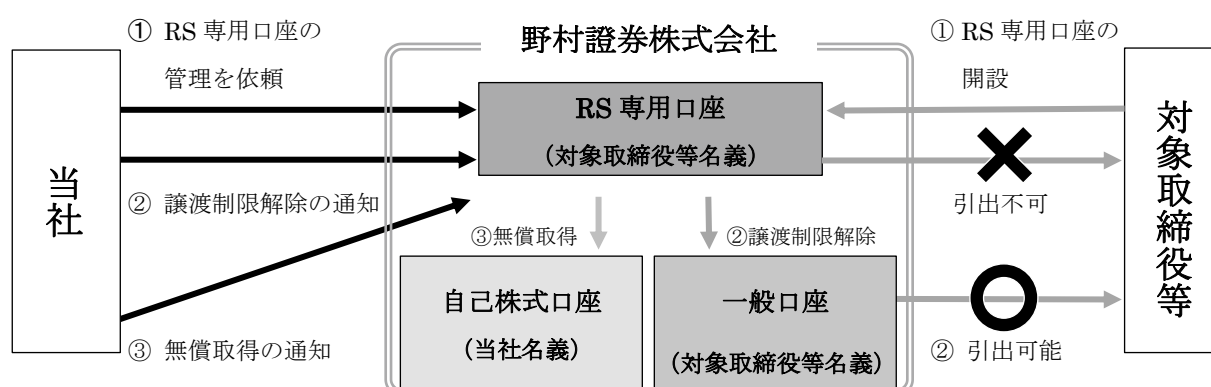 当社
① RS 専用口座の
管理を依頼
② 譲渡制限解除の通知
③ 無償取得の通知
野村證券株式会社
RS 専用口座
(対象取締役等名義)
③無償取得
②譲渡制限解除
自己株式口座
(当社名義)
一般口座
(対象取締役等名義)
① RS 専用口座の
開設
引出不可
② 引出可能
対象取締役等